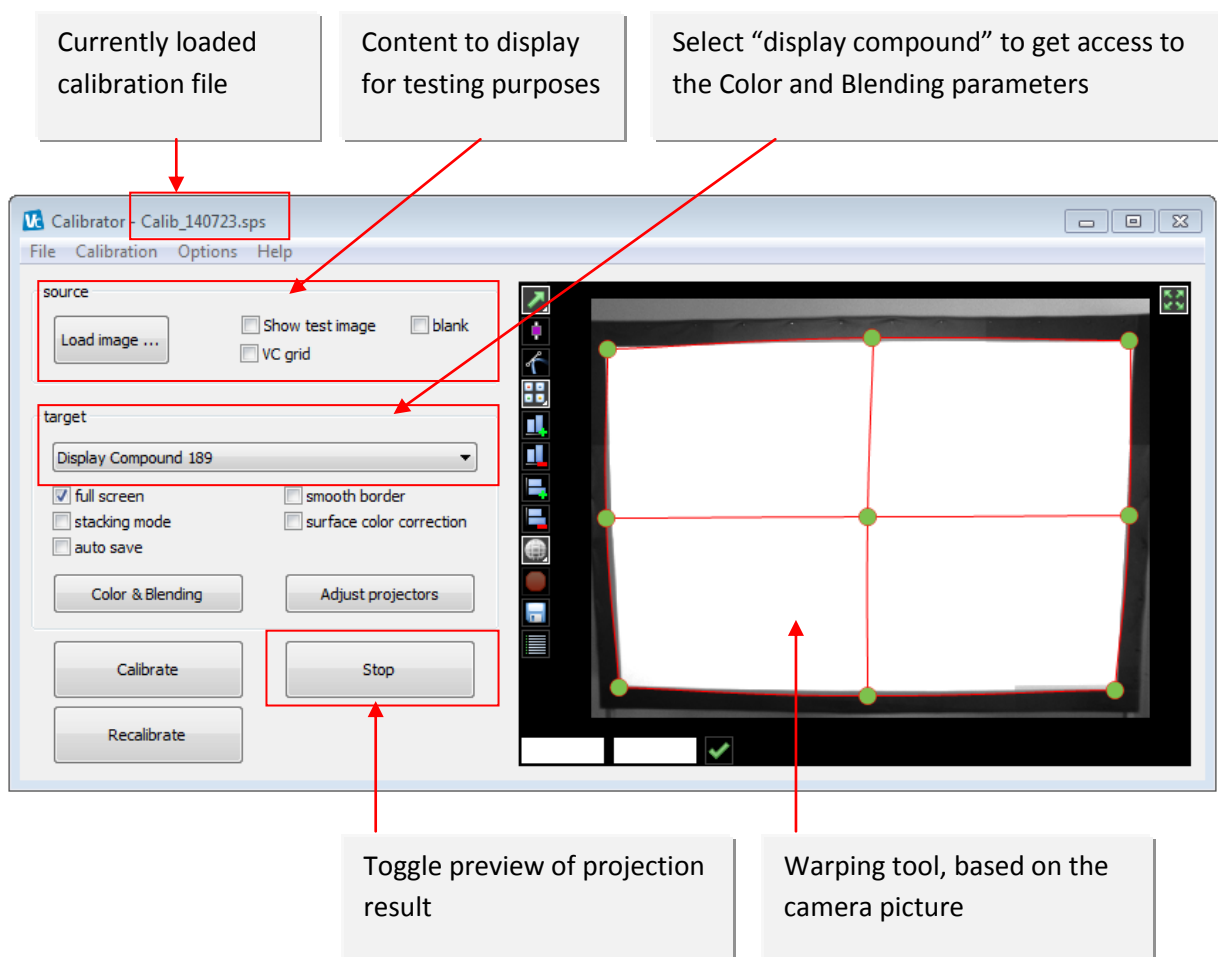 Currently loaded
calibration file
Content to display
for testing purposes
Select “display compound” to get access to
the Color and Blending parameters
Vc Calibrator - Calib_140723.sps
File Calibration Options Help
source
Load image ...
Show test image
blank
VC grid
target
Display Compound 189
full screen
smooth border
stacking mode
surface color correction
auto save
Color & Blending
Adjust projectors
Calibrate
Stop
Recalibrate
Toggle preview of projection
result
Warping tool, based on the
camera picture